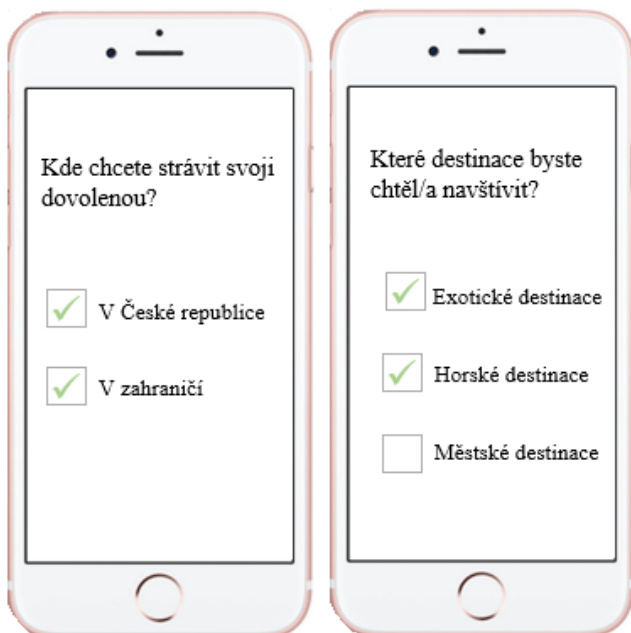 Kde chcete strávit svoji
dovolenou?
V České republice
V zahraničí
Které destinace byste
chtěl/a navštívit?
Exotické destinace
Horské destinace
Městské destinace